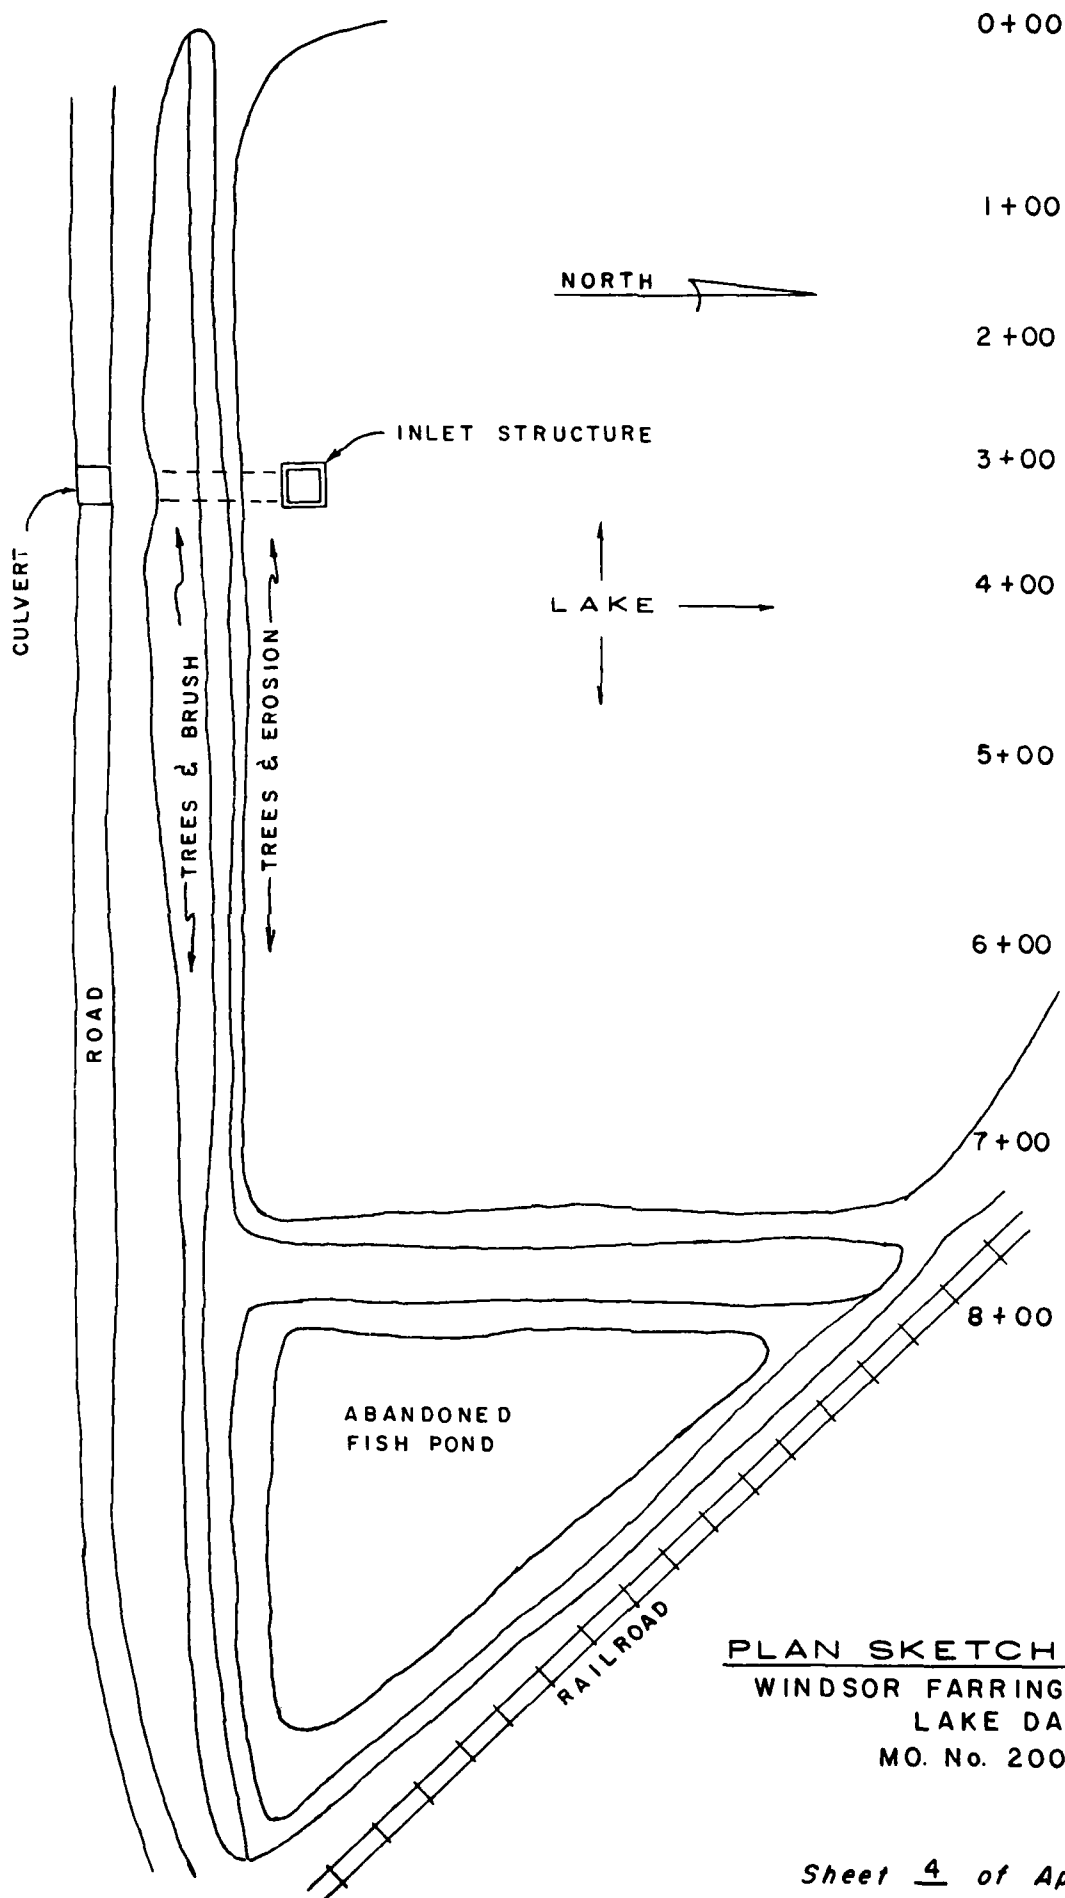 0+00
1+00
NORTH
2+00
INLET STRUCTURE
3+00
CULVERT
4+00
LAKE
TREES & BRUSH
TREES & EROSION
5+00
6+00
ROAD
7+00
8+00
ABANDONED
FISH POND
RAILROAD
PLAN SKETCH
WINDSOR FARRING
LAKE DA
MO. No. 200
Sheet 4 of Ap